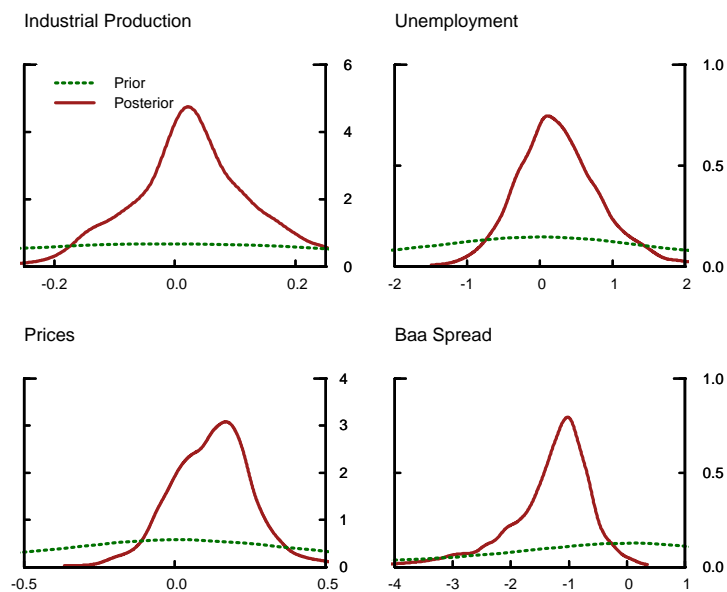 Industrial Production
Prior
Posterior
6
4
2
0
-0.2 0.0 0.2
Unemployment
1.0
0.5
0.0
-2 -1 0 1 2
Prices
4
3
2
1
0
-0.5 0.0 0.5
Baa Spread
1.0
0.5
0.0
-4 -3 -2 -1 0 1